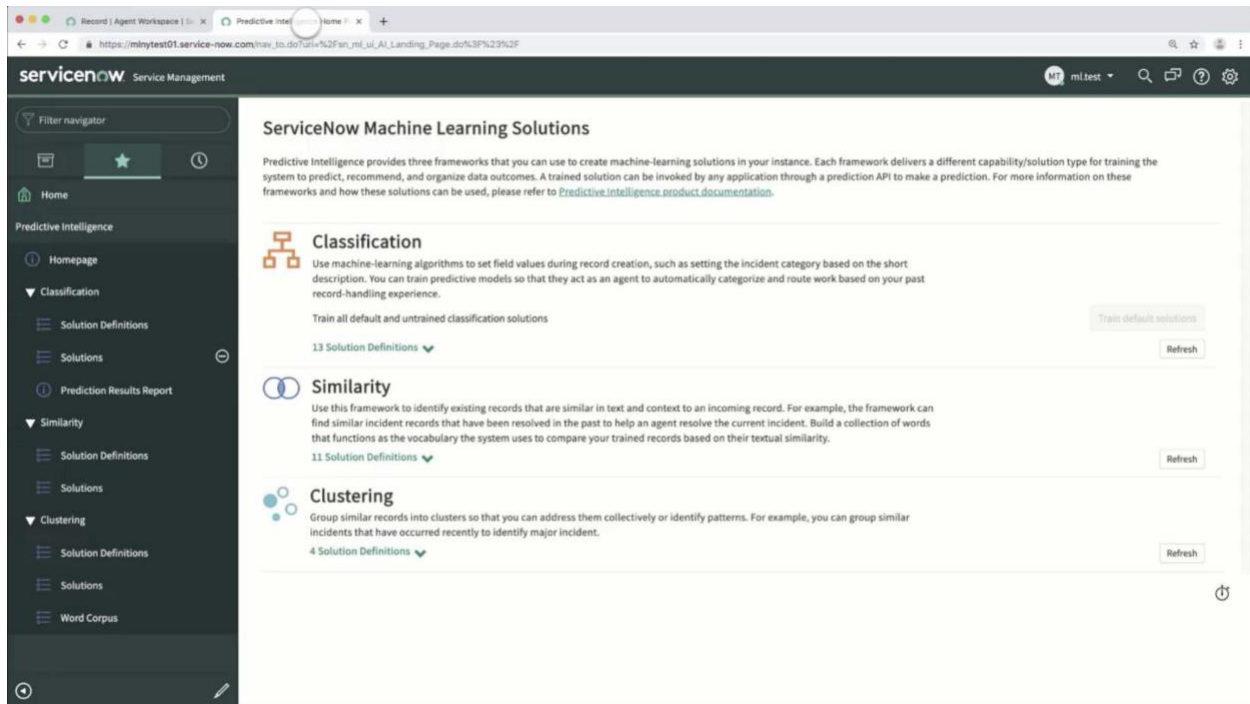 Record | Agent Workspace | S
Predictive Intelligence Home P
https://mlnytest01.service-now.com/nav_to.do?uri=%2Fsn_ml_ui_AI_Landing_Page.do%3F%23%2F
servicenow Service Management
MT ml.test
Filter navigator
Home
Predictive Intelligence
Homepage
Classification
Solution Definitions
Solutions
Prediction Results Report
Similarity
Solution Definitions
Solutions
Clustering
Solution Definitions
Solutions
Word Corpus
ServiceNow Machine Learning Solutions
Predictive Intelligence provides three frameworks that you can use to create machine-learning solutions in your instance. Each framework delivers a different capability/solution type for training the
system to predict, recommend, and organize data outcomes. A trained solution can be invoked by any application through a prediction API to make a prediction. For more information on these
frameworks and how these solutions can be used, please refer to Predictive Intelligence product documentation.
Classification
Use machine-learning algorithms to set field values during record creation, such as setting the incident category based on the short
description. You can train predictive models so that they act as an agent to automatically categorize and route work based on your past
record-handling experience.
Train all default and untrained classification solutions
Train default solutions
13 Solution Definitions
Refresh
Similarity
Use this framework to identify existing records that are similar in text and context to an incoming record. For example, the framework can
find similar incident records that have been resolved in the past to help an agent resolve the current incident. Build a collection of words
that functions as the vocabulary the system uses to compare your trained records based on their textual similarity.
11 Solution Definitions
Refresh
Clustering
Group similar records into clusters so that you can address them collectively or identify patterns. For example, you can group similar
incidents that have occurred recently to identify major incident.
4 Solution Definitions
Refresh